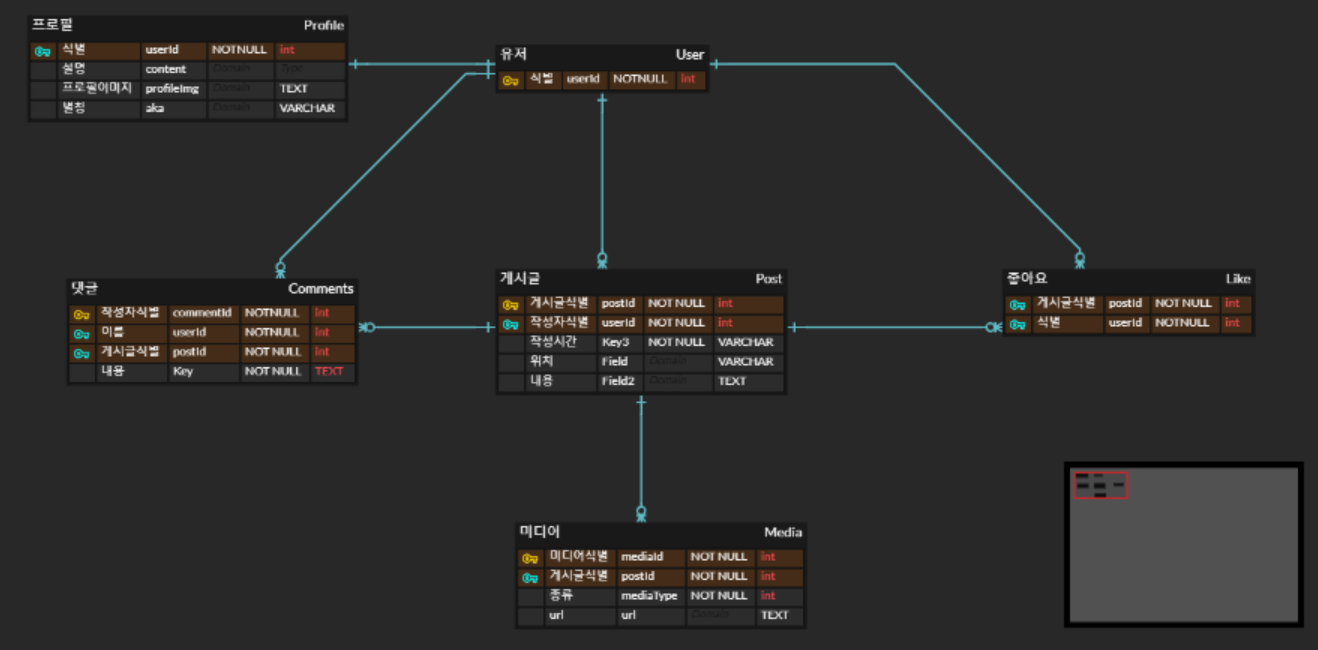 프로필 Profile
식별 userId NOTNULL int
설명 content Domain Type
프로필이미지 profileImg Domain TEXT
별칭 aka Domain VARCHAR
유저 User
식별 userId NOTNULL int
댓글 Comments
작성자식별 commentId NOTNULL int
이름 userId NOTNULL int
게시글식별 postId NOT NULL int
내용 Key NOT NULL TEXT
게시글 Post
게시글식별 postId NOT NULL int
작성자식별 userId NOT NULL int
작성시간 Key3 NOT NULL VARCHAR
위치 Field Domain VARCHAR
내용 Field2 Domain TEXT
좋아요 Like
게시글식별 postId NOT NULL int
식별 userId NOTNULL int
미디어 Media
미디어식별 mediaId NOT NULL int
게시글식별 postId NOT NULL int
종류 mediaType NOT NULL int
url url Domain TEXT